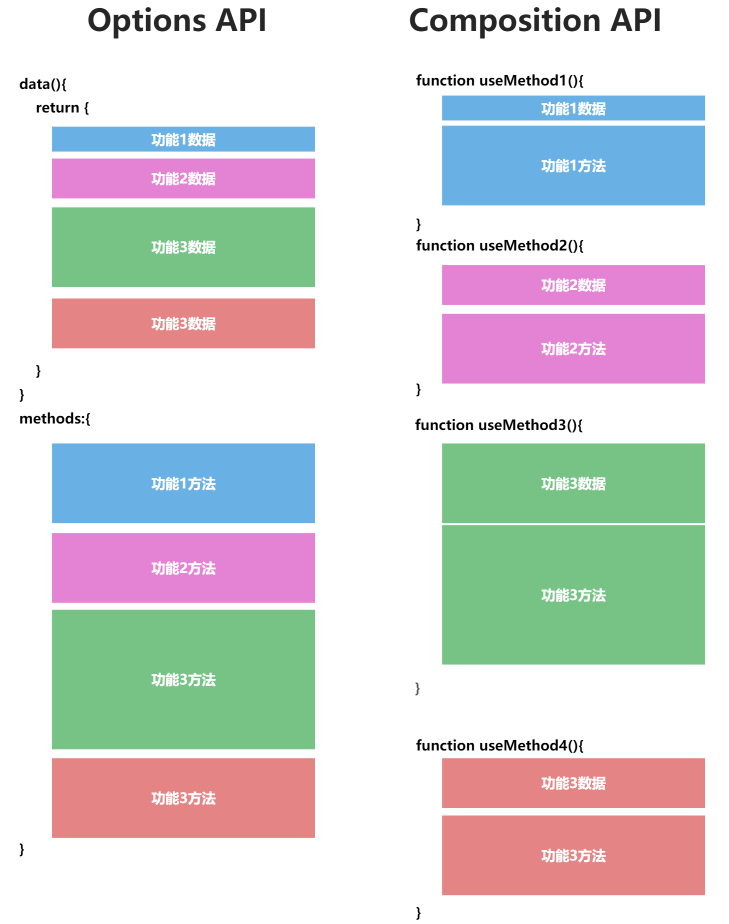 Options API
data(){
return {
功能1数据
功能2数据
功能3数据
功能3数据
}
}
methods:{
功能1方法
功能2方法
功能3方法
功能3方法
}
Composition API
function useMethod1(){
功能1数据
功能1方法
}
function useMethod2(){
功能2数据
功能2方法
}
function useMethod3(){
功能3数据
功能3方法
}
function useMethod4(){
功能3数据
功能3方法
}